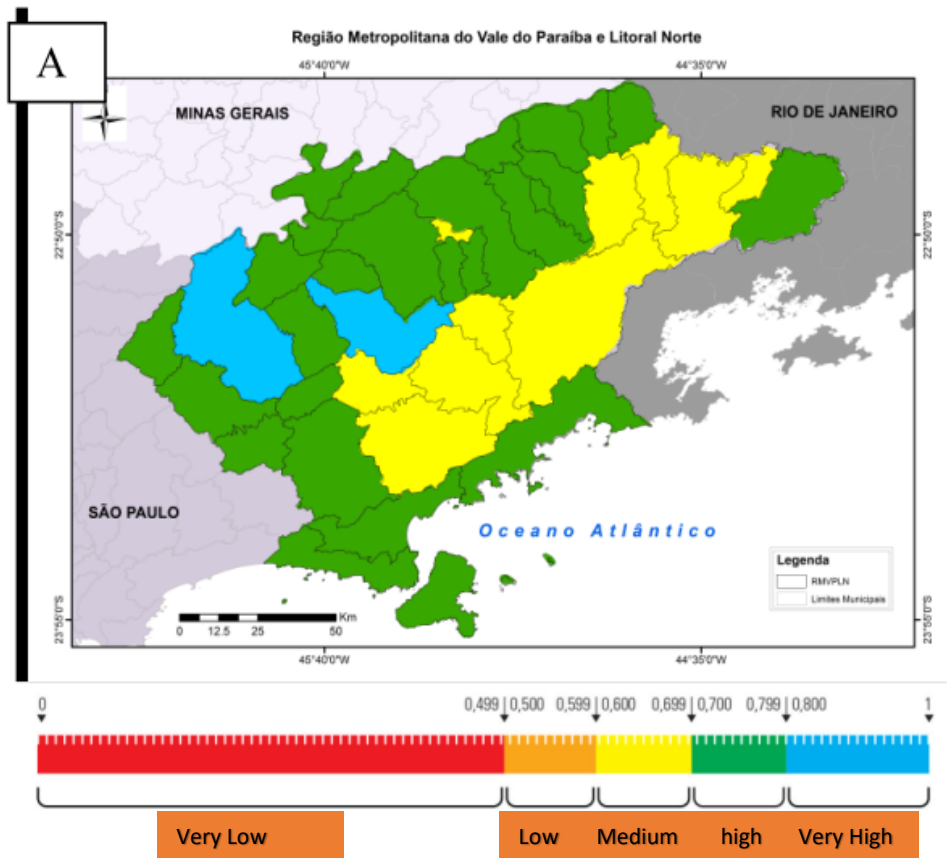 A
Região Metropolitana do Vale do Paraíba e Litoral Norte
45°40'0"W 44°35'0"W
MINAS GERAIS
RIO DE JANEIRO
22°50'0"S 22°50'0"S
SÃO PAULO
Oceano Atlântico
Legenda
RMVPLN
Limites Municipais
Km
0 12.5 25 50
23°55'0"S 23°55'0"S
45°40'0"W 44°35'0"W
0 0,499 0,500 0,599 0,600 0,699 0,700 0,799 0,800 1
Very Low Low Medium high Very High